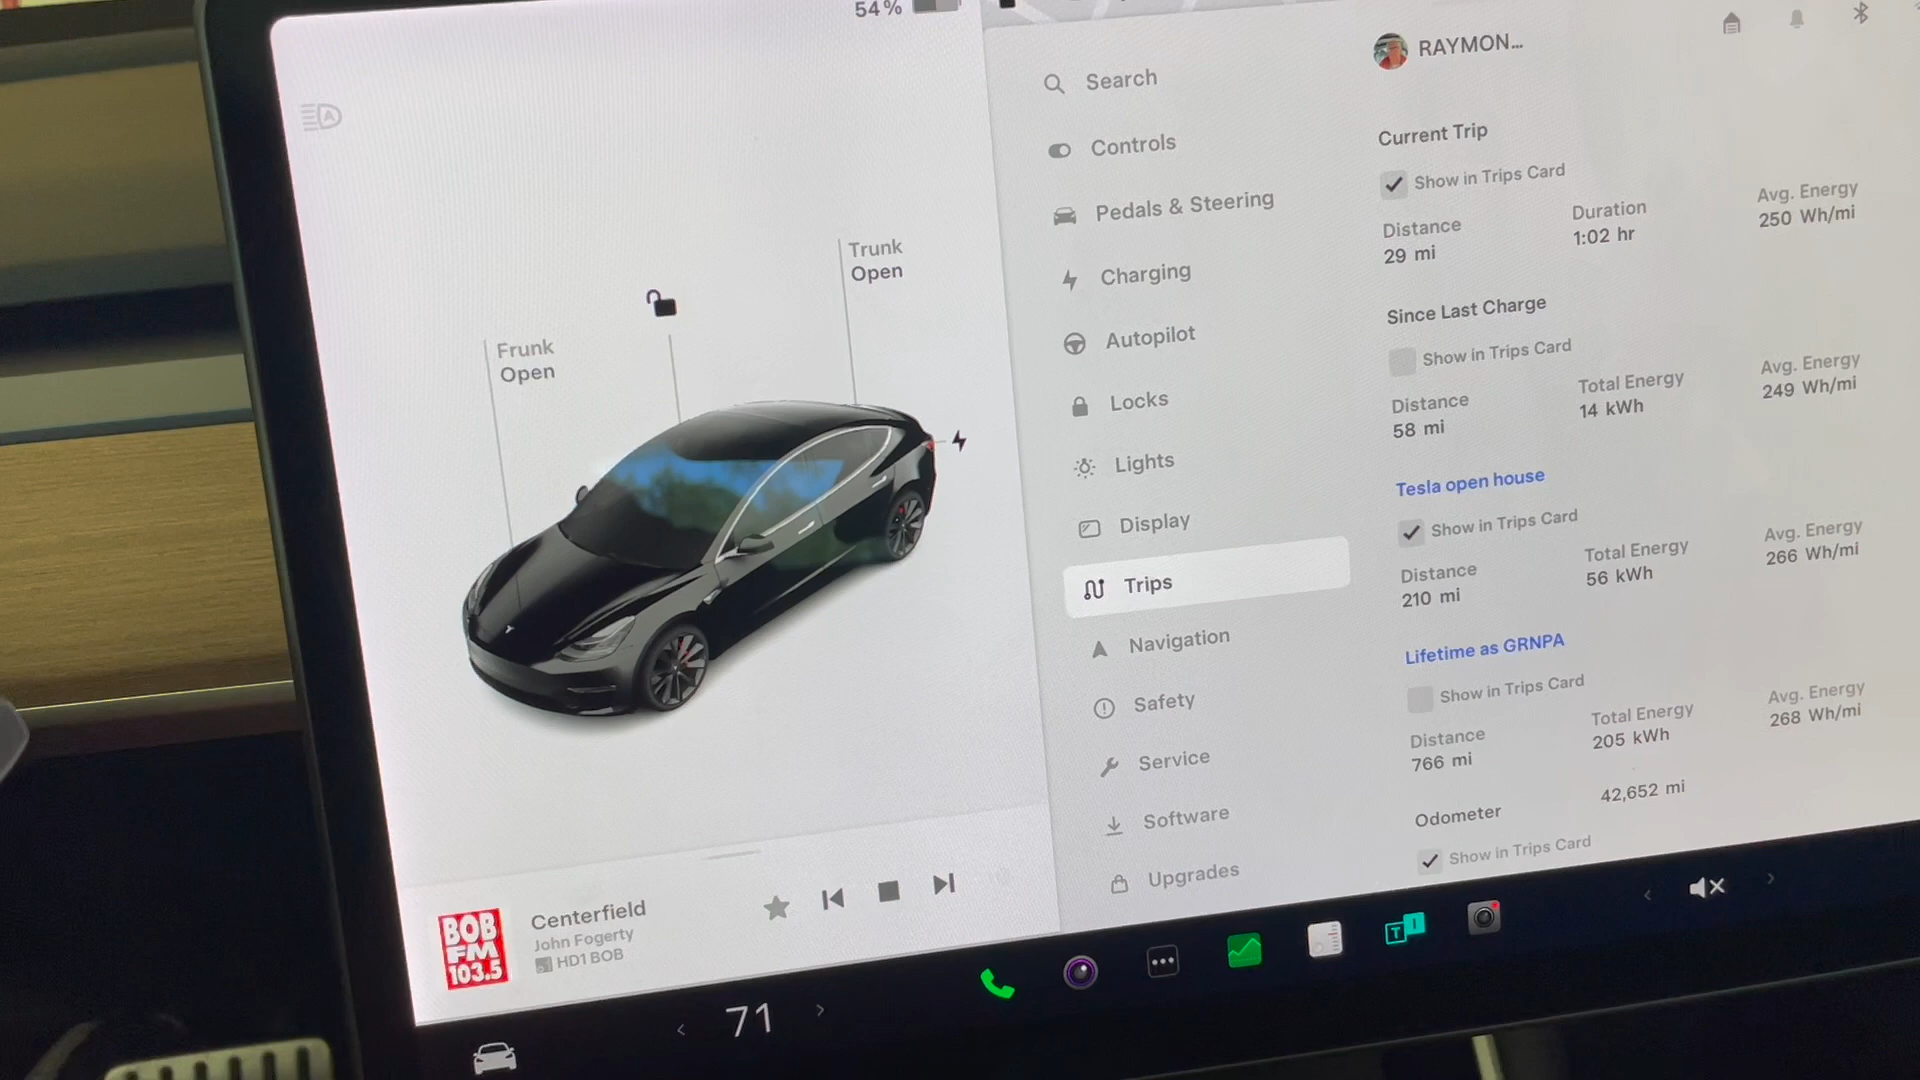 54%
Trunk
Open
Frunk
Open
BOB
FM
103.5
Centerfield
John Fogerty
HD1 BOB
71
Search
Controls
Pedals & Steering
Charging
Autopilot
Locks
Lights
Display
Trips
Navigation
Safety
Service
Software
Upgrades
RAYMON...
Current Trip
Show in Trips Card
Distance
29 mi
Duration
1:02 hr
Avg. Energy
250 Wh/mi
Since Last Charge
Show in Trips Card
Distance
58 mi
Total Energy
14 kWh
Avg. Energy
249 Wh/mi
Tesla open house
Show in Trips Card
Distance
210 mi
Total Energy
56 kWh
Avg. Energy
266 Wh/mi
Lifetime as GRNPA
Show in Trips Card
Distance
766 mi
Total Energy
205 kWh
Avg. Energy
268 Wh/mi
Odometer
42,652 mi
Show in Trips Card